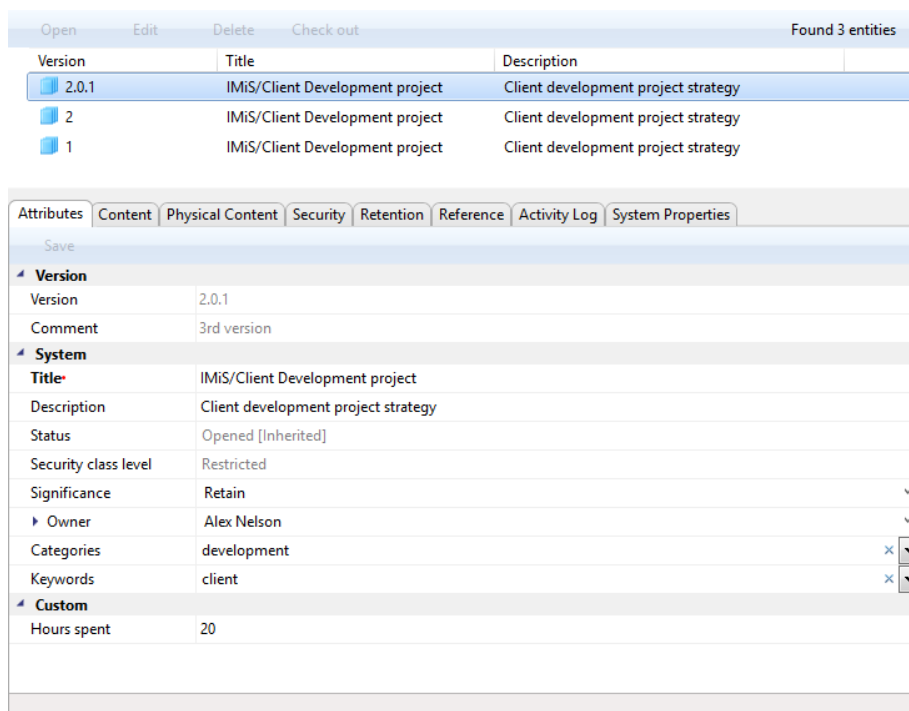 Open Edit Delete Check out Found 3 entities
Version Title Description
2.0.1 IMiS/Client Development project Client development project strategy
2 IMiS/Client Development project Client development project strategy
1 IMiS/Client Development project Client development project strategy
Attributes Content Physical Content Security Retention Reference Activity Log System Properties
Save
Version
Version 2.0.1
Comment 3rd version
System
Title• IMiS/Client Development project
Description Client development project strategy
Status Opened [Inherited]
Security class level Restricted
Significance Retain
Owner Alex Nelson
Categories development
Keywords client
Custom
Hours spent 20